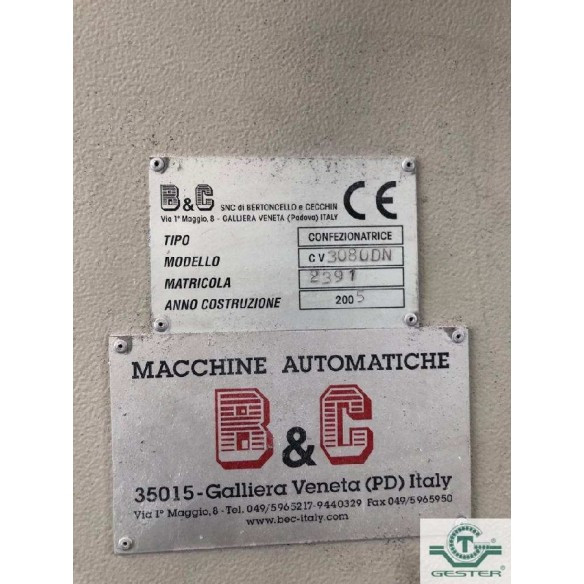 B&C SNC di BERTONCELLO e CECCHIN
Via 1° Maggio, 8 - GALLIERA VENETA (Padova) ITALY
CE
TIPO CONFEZIONATRICE
MODELLO CV3080DN
MATRICOLA 2391
ANNO COSTRUZIONE 2005
MACCHINE AUTOMATICHE
B&C
35015-Galliera Veneta (PD) Italy
Via 1° Maggio, 8 - Tel. 049/5965217-9440329 Fax 049/5965950
www.bec-italy.com
T
GESTER